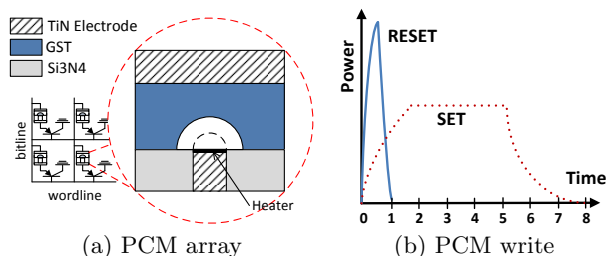 TiN Electrode
GST
Si3N4
bitline
wordline
Heater
(a) PCM array
Power
RESET
SET
Time
0 1 2 3 4 5 6 7 8
(b) PCM write